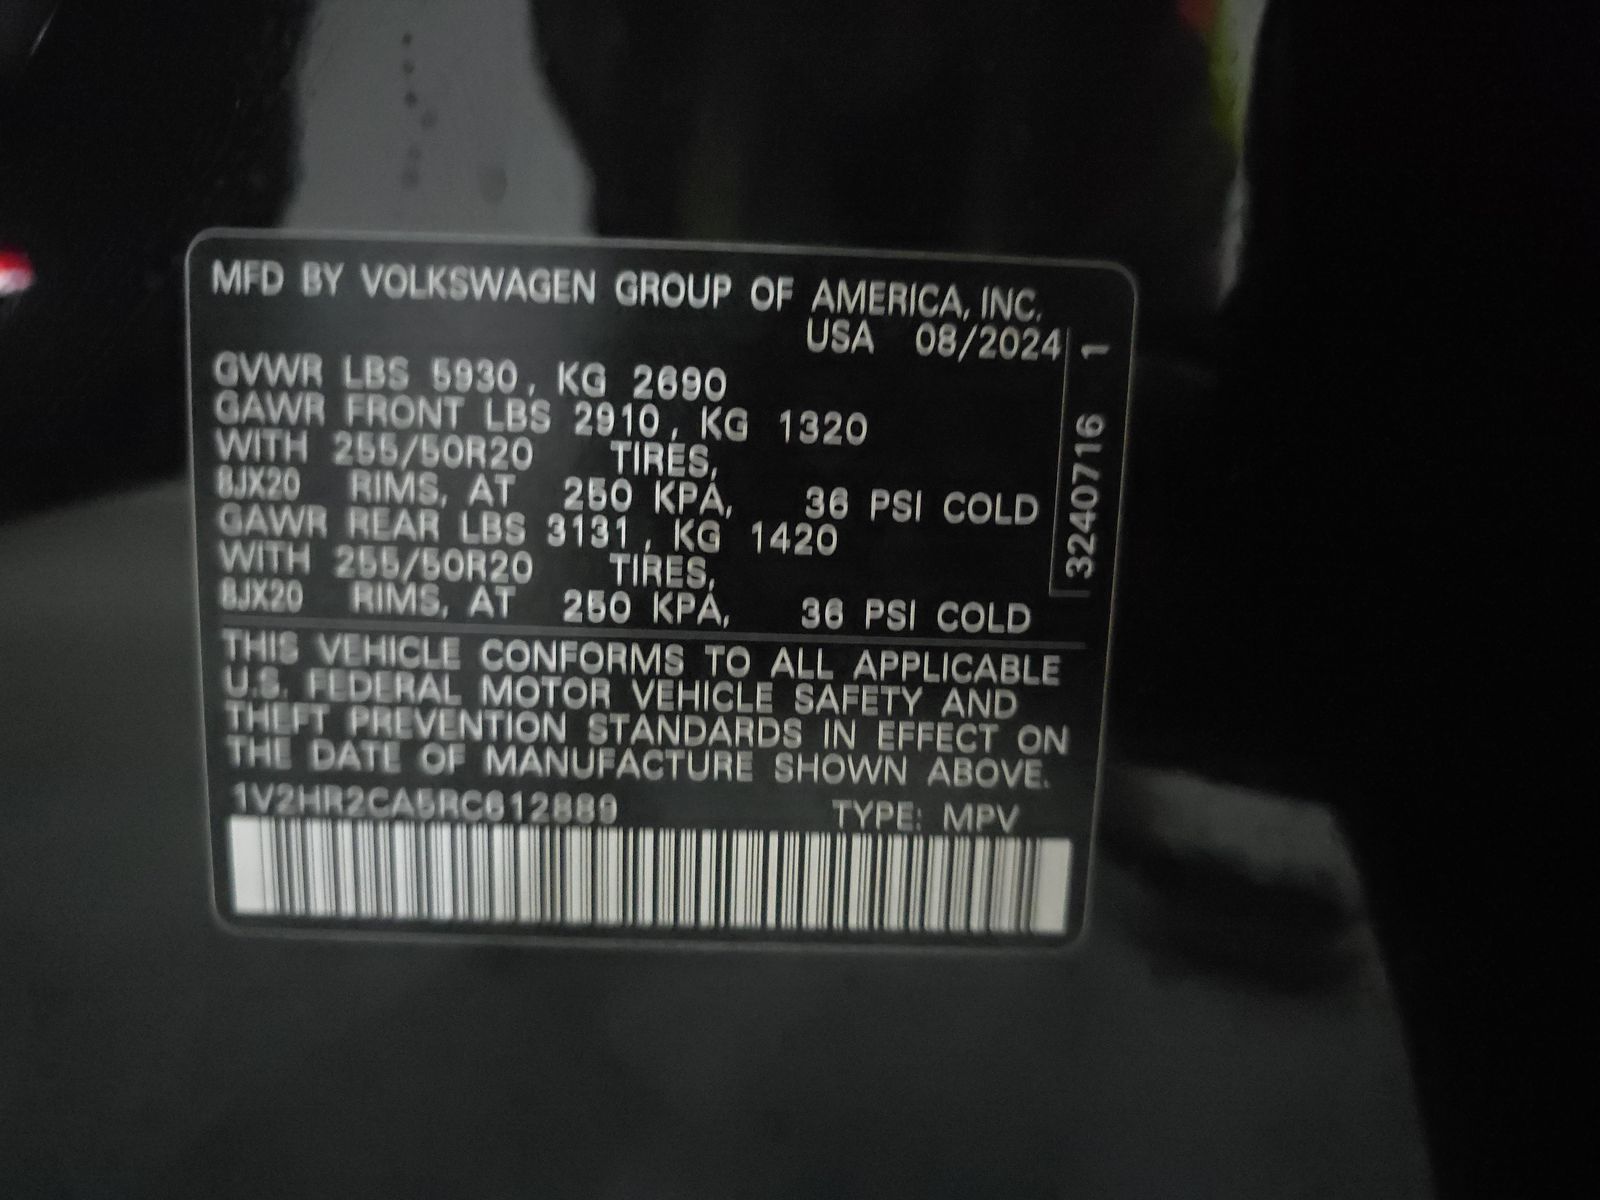 MFD BY VOLKSWAGEN GROUP OF AMERICA, INC.
USA 08/2024
GVWR LBS 5930, KG 2690
GAWR FRONT LBS 2910, KG 1320
WITH 255/50R20 TIRES,
8JX20 RIMS, AT 250 KPA, 36 PSI COLD
GAWR REAR LBS 3131, KG 1420
WITH 255/50R20 TIRES,
8JX20 RIMS, AT 250 KPA, 36 PSI COLD
THIS VEHICLE CONFORMS TO ALL APPLICABLE
U.S. FEDERAL MOTOR VEHICLE SAFETY AND
THEFT PREVENTION STANDARDS IN EFFECT ON
THE DATE OF MANUFACTURE SHOWN ABOVE.
1V2HR2CA5RC612889 TYPE: MPV
3240716 1